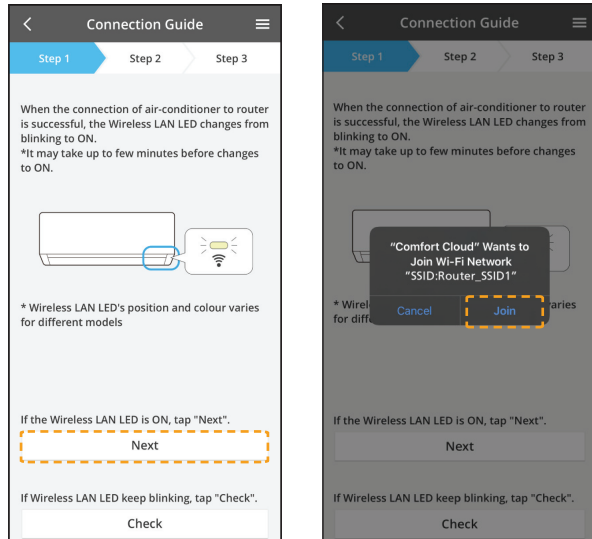 Connection Guide
Step 1
Step 2
Step 3
When the connection of air-conditioner to router
is successful, the Wireless LAN LED changes from
blinking to ON.
*It may take up to few minutes before changes
to ON.
* Wireless LAN LED's position and colour varies
for different models
If the Wireless LAN LED is ON, tap "Next".
Next
If Wireless LAN LED keep blinking, tap "Check".
Check
Connection Guide
Step 1
Step 2
Step 3
When the connection of air-conditioner to router
is successful, the Wireless LAN LED changes from
blinking to ON.
*It may take up to few minutes before changes
to ON.
"Comfort Cloud" Wants to
Join Wi-Fi Network
"SSID:Router_SSID1"
Cancel
Join
* Wirel varies
for diff
If the Wireless LAN LED is ON, tap "Next".
Next
If Wireless LAN LED keep blinking, tap "Check".
Check